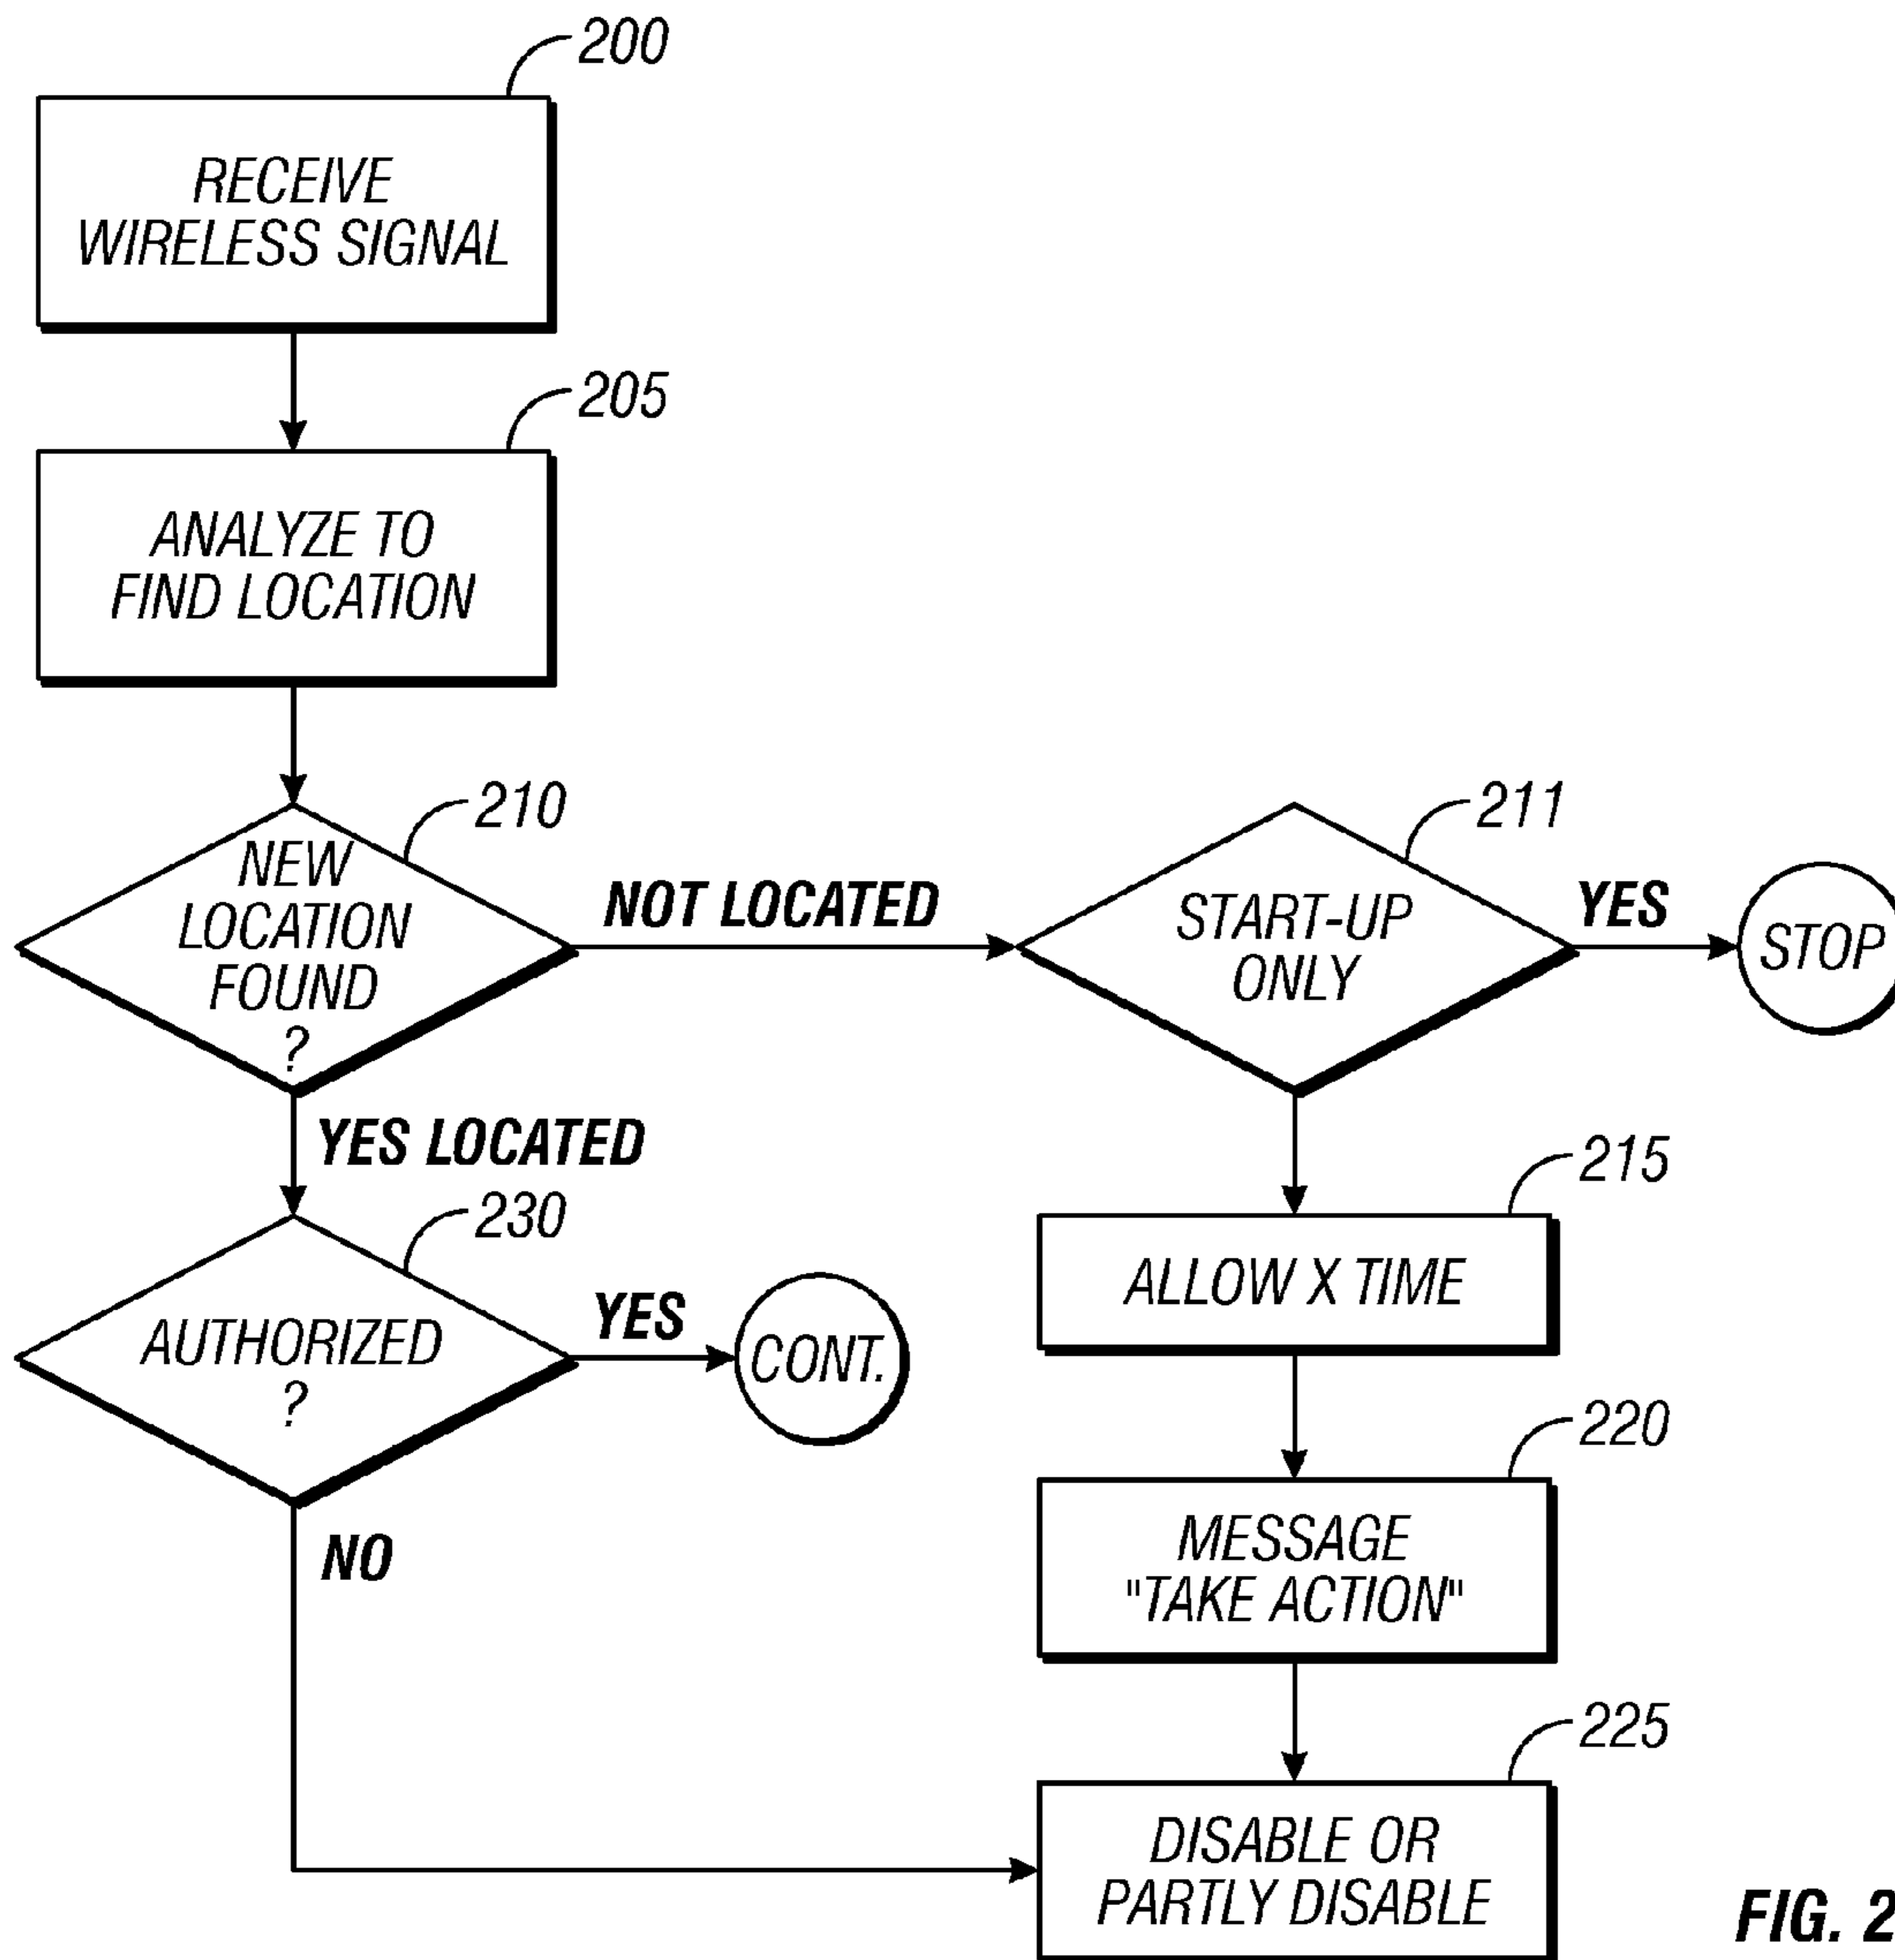 200
RECEIVE
WIRELESS SIGNAL
205
ANALYZE TO
FIND LOCATION
210
NEW
LOCATION
FOUND
?
NOT LOCATED
211
START-UP
ONLY
YES
STOP
YES LOCATED
230
AUTHORIZED
?
YES
CONT.
NO
215
ALLOW X TIME
220
MESSAGE
"TAKE ACTION"
225
DISABLE OR
PARTLY DISABLE
FIG. 2